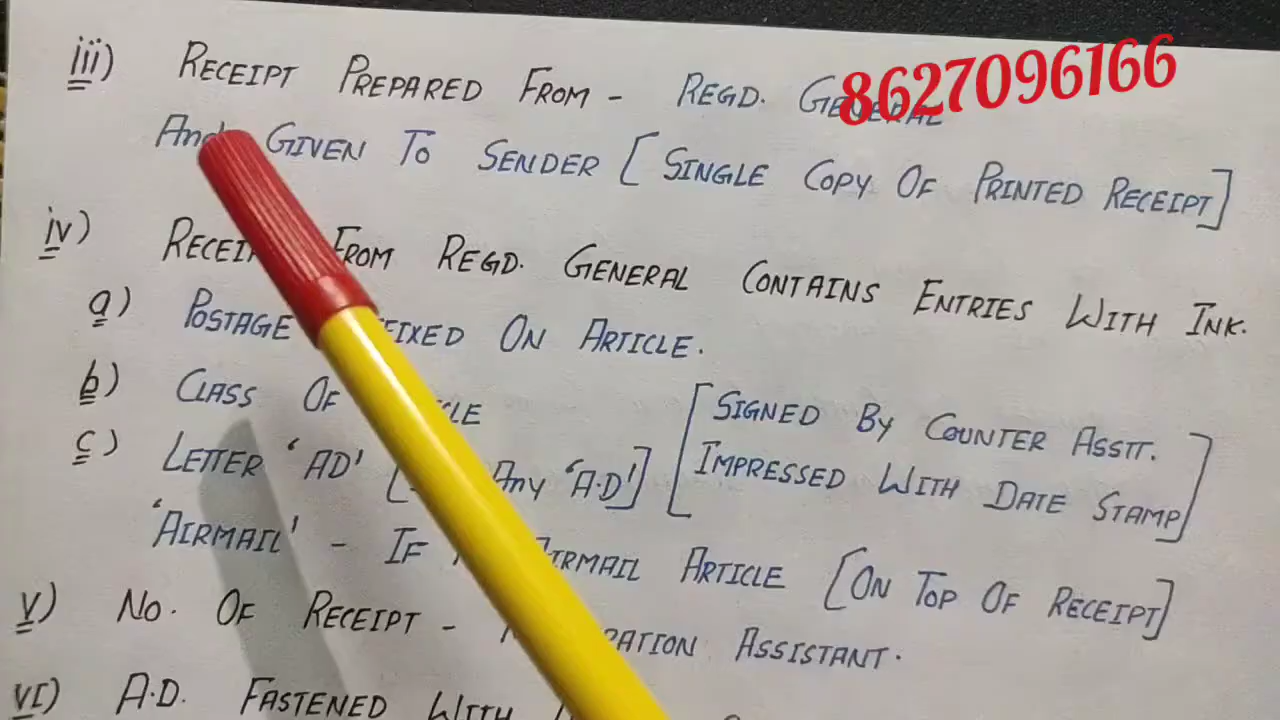 8627096166
iii) RECEIPT PREPARED FROM - REGD. GENERAL
And GIVEN TO SENDER [SINGLE COPY OF PRINTED RECEIPT]
iv) FROM REGD. GENERAL CONTAINS ENTRIES WITH INK.
a) POSTAGE ON ARTICLE.
b) CLASS OF
[SIGNED BY COUNTER ASSTT.
c) LETTER 'AD' [ Any 'A.D']
IMPRESSED WITH DATE STAMP]
'AIRMAIL' - IF ARTICLE [ON TOP OF RECEIPT]
v) NO. OF RECEIPT - ASSISTANT.
vi) A.D. FASTENED WITH